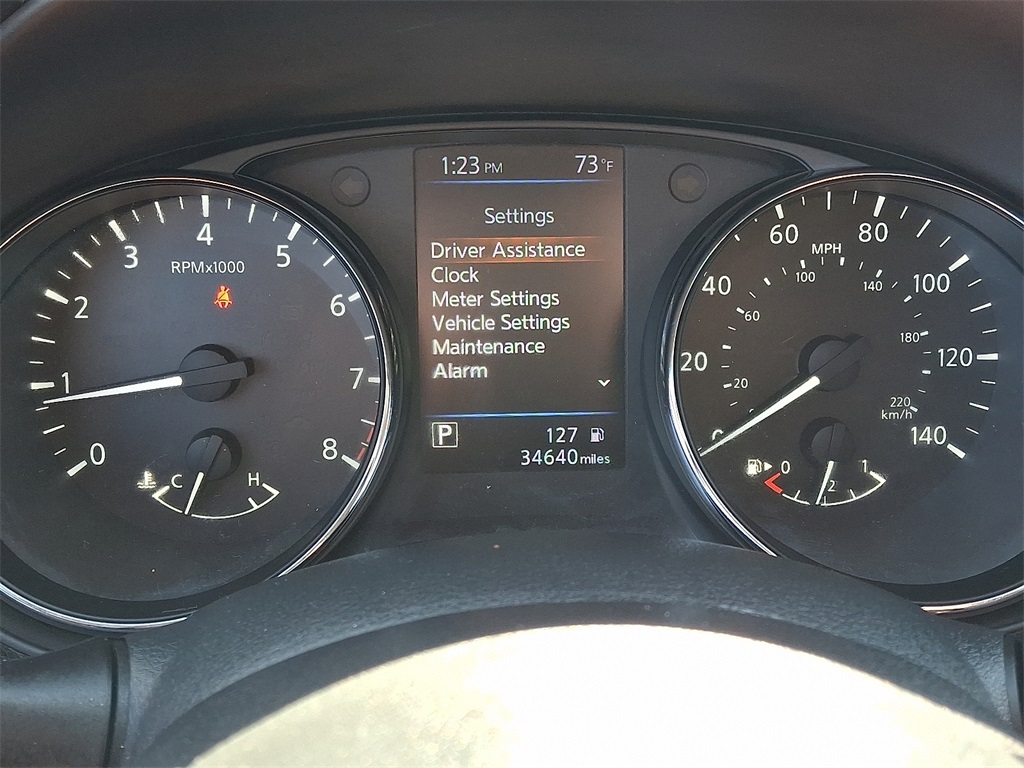 1:23 PM 73°F
Settings
Driver Assistance
Clock
Meter Settings
Vehicle Settings
Maintenance
Alarm
P 127
34640 miles
0 1 2 3 4 5 6 7 8
RPMx1000
C H
0 20 40 60 80 100 120 140
MPH
20 60 100 140 180 220
km/h
0 1/2 1